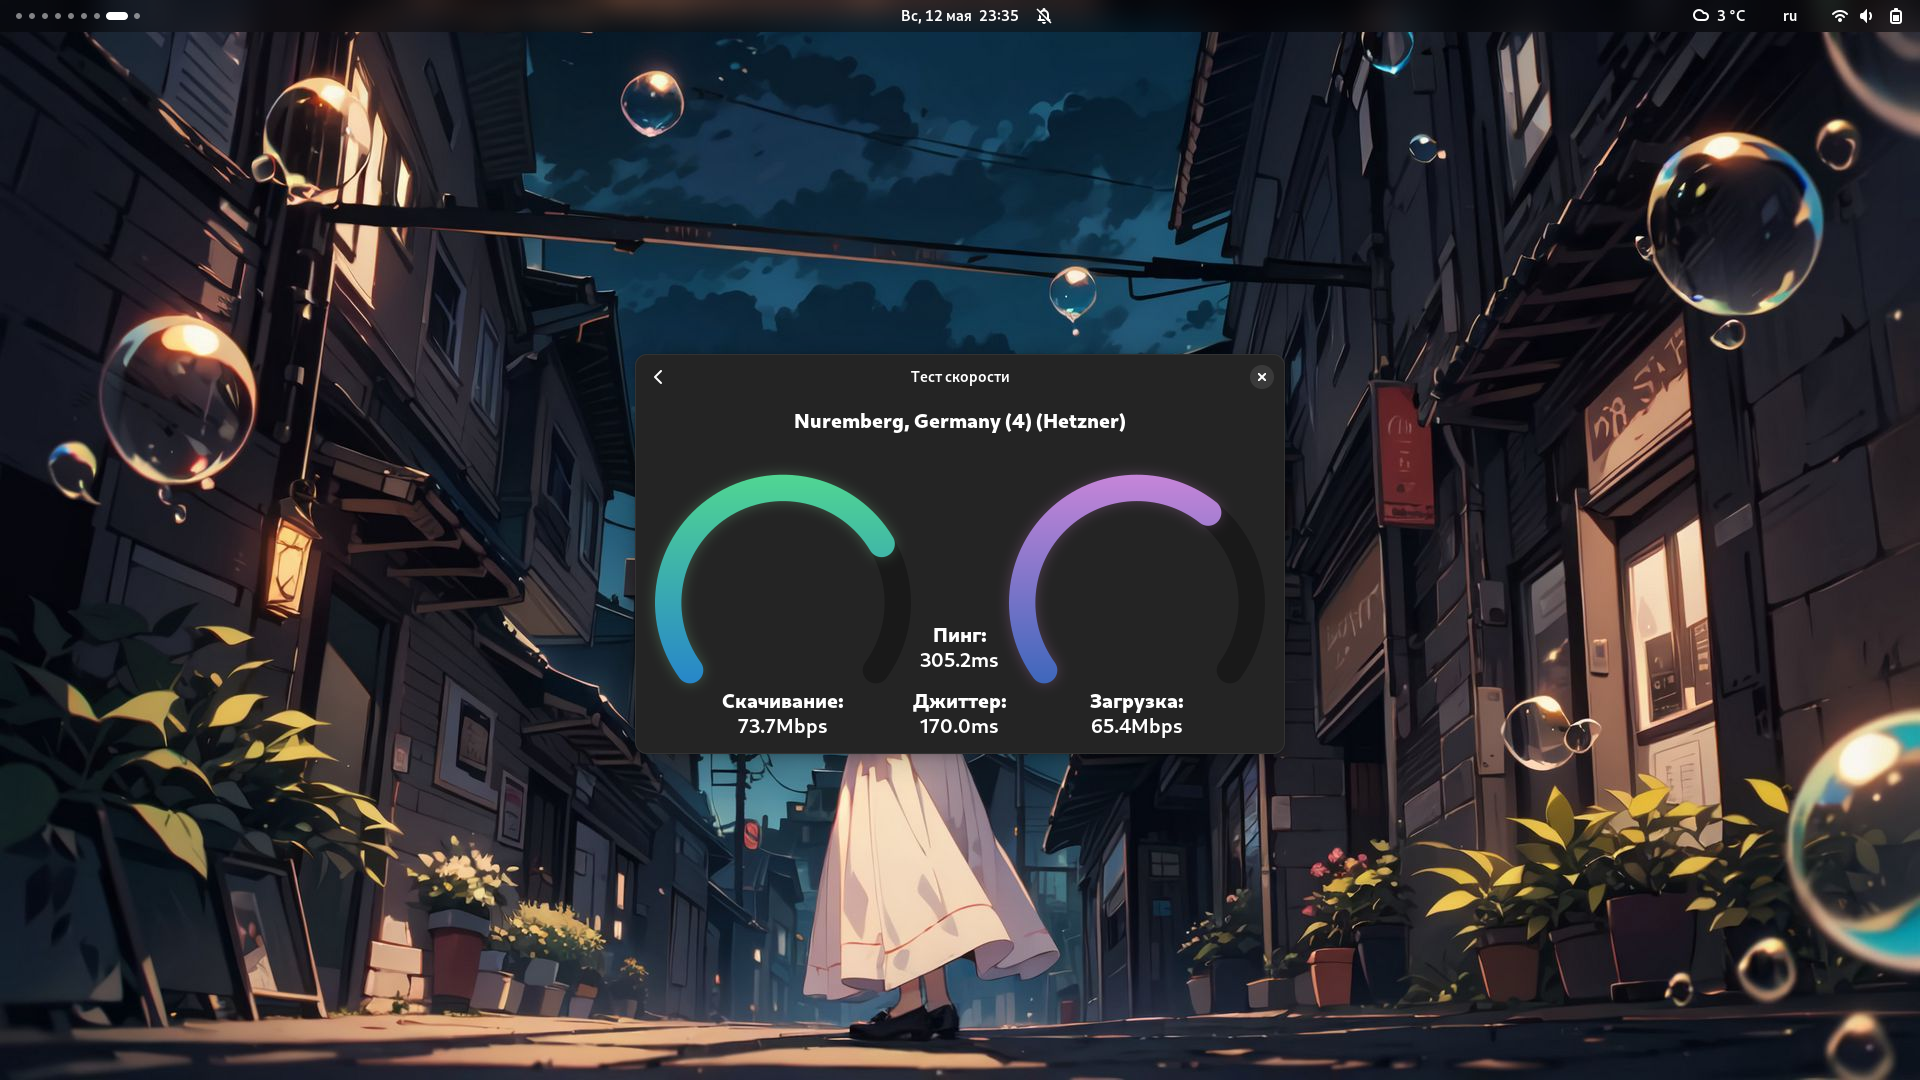 Вс, 12 мая 23:35
3 °C
ru
Тест скорости
Nuremberg, Germany (4) (Hetzner)
Пинг:
305.2ms
Скачивание:
73.7Mbps
Джиттер:
170.0ms
Загрузка:
65.4Mbps